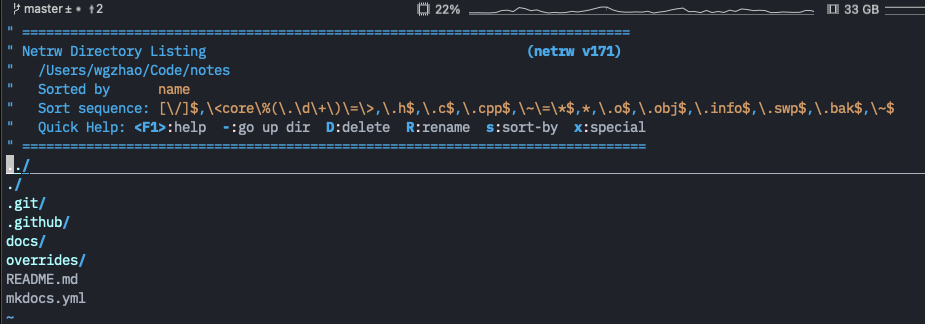 master ± • ↑2 22% 33 GB
" ==============================================================================
" Netrw Directory Listing (netrw v171)
" /Users/wgzhao/Code/notes
" Sorted by name
" Sort sequence: [\/]$,\<core\%(\.\d\+\)\=\>,\.h$,\.c$,\.cpp$,\~\=\*$,*,\.o$,\.obj$,\.info$,\.swp$,\.bak$,\~$
" Quick Help: <F1>:help -:go up dir D:delete R:rename s:sort-by x:special
" ================================================================================
../
./
.git/
.github/
docs/
overrides/
README.md
mkdocs.yml
~